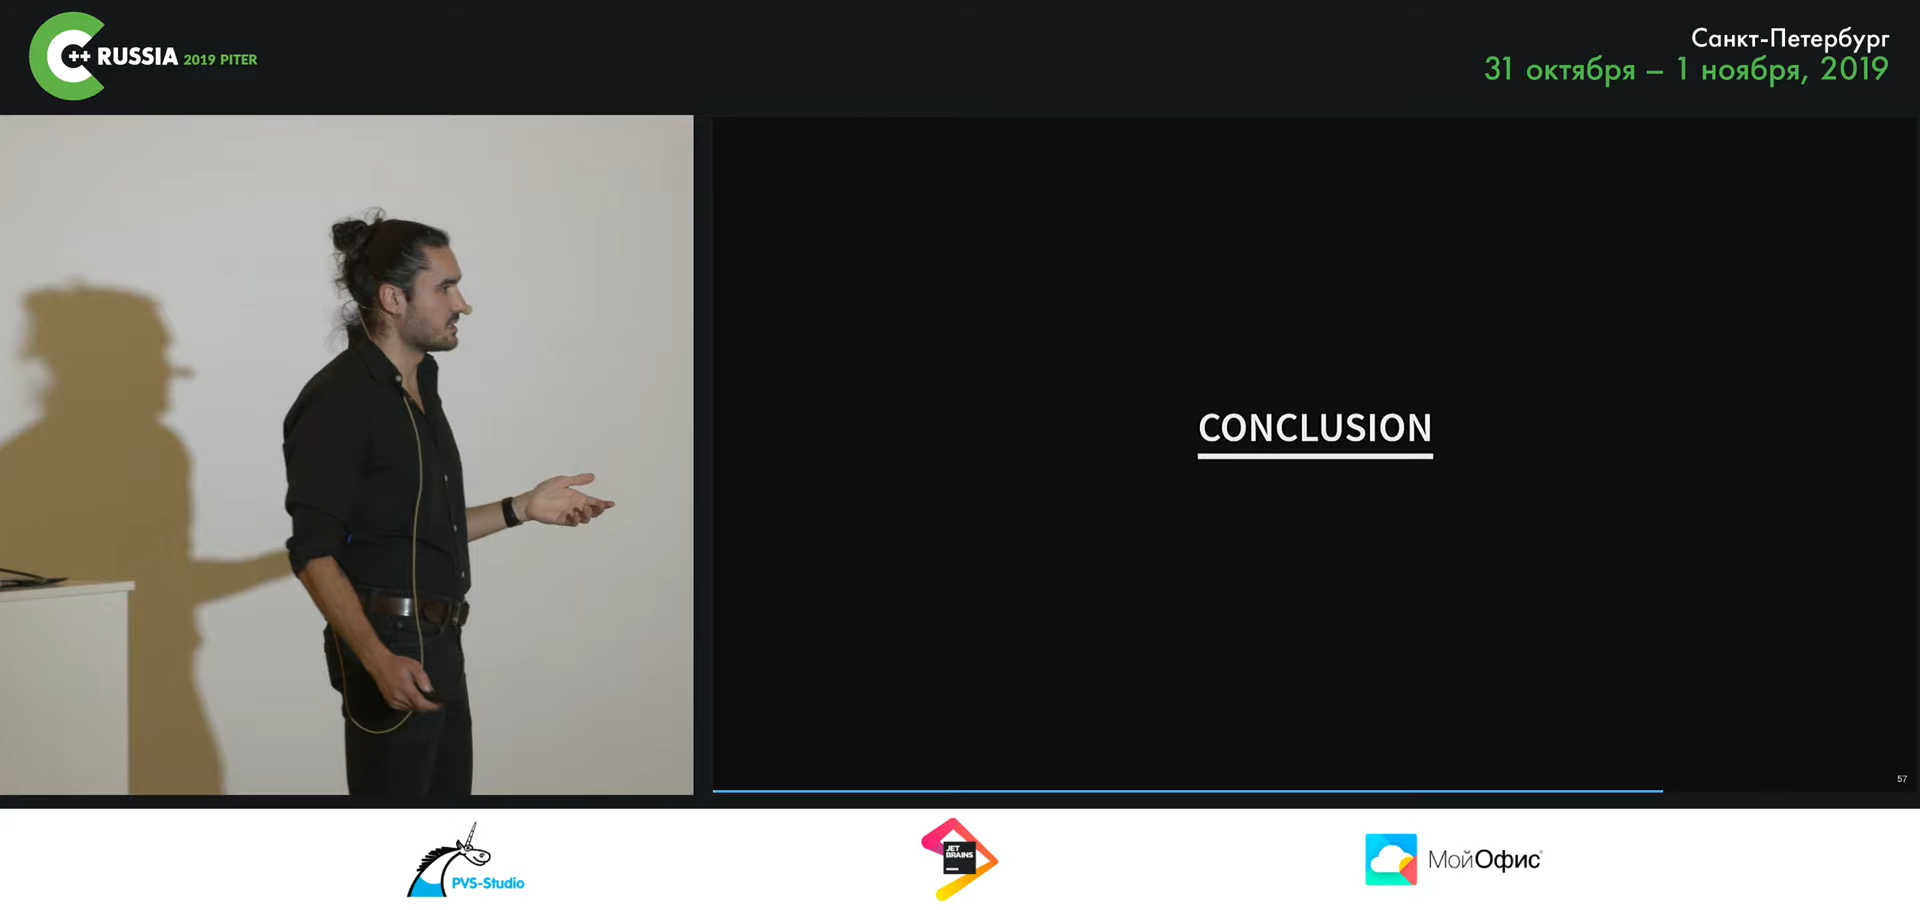 C++ RUSSIA 2019 PITER
Санкт-Петербург
31 октября – 1 ноября, 2019
CONCLUSION
57
PVS-Studio
JET
BRAINS
МойОфис